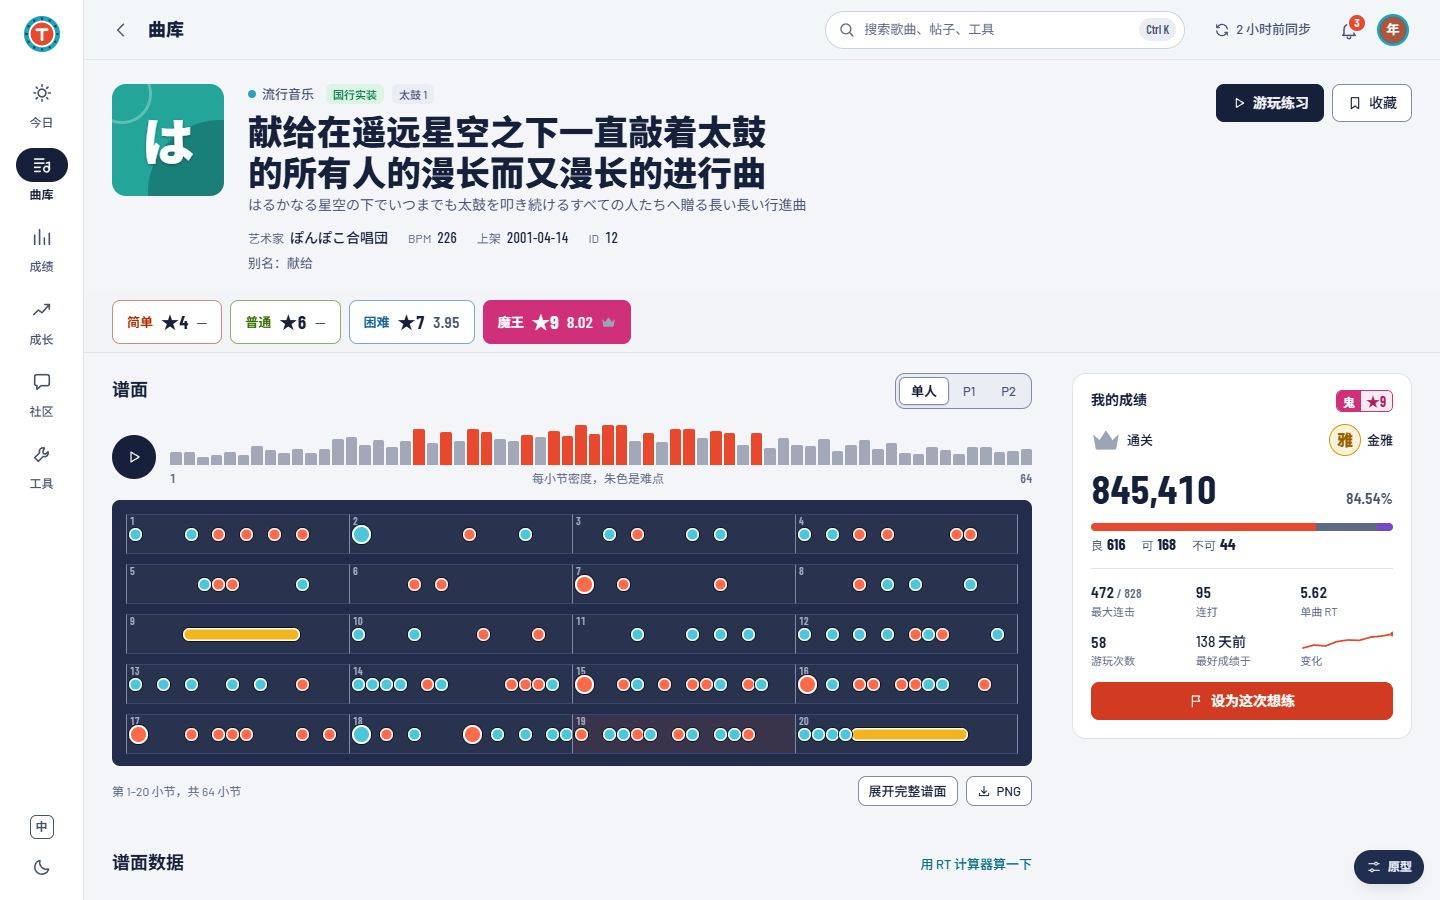 T
曲库
搜索歌曲、帖子、工具
Ctrl K
2 小时前同步
3
年
今日
曲库
成绩
成长
社区
工具
中
は
流行音乐
国行实装
太鼓 1
献给在遥远星空之下一直敲着太鼓
的所有人的漫长而又漫长的进行曲
はるかなる星空の下でいつまでも太鼓を叩き続けるすべての人たちへ贈る長い長い行進曲
艺术家 ぽんぽこ合唱団 BPM 226 上架 2001-04-14 ID 12
别名：献给
游玩练习
收藏
简单 ★4 —
普通 ★6 —
困难 ★7 3.95
魔王 ★9 8.02
谱面
单人 P1 P2
1 每小节密度，朱色是难点 64
1 2 3 4
5 6 7 8
9 10 11 12
13 14 15 16
17 18 19 20
第 1-20 小节，共 64 小节
展开完整谱面
PNG
谱面数据
用 RT 计算器算一下
我的成绩
鬼 ★9
通关
雅 金雅
845,410
84.54%
良 616 可 168 不可 44
472 / 828 95 5.62
最大连击 连打 单曲 RT
58 138 天前
游玩次数 最好成绩于 变化
设为这次想练
原型